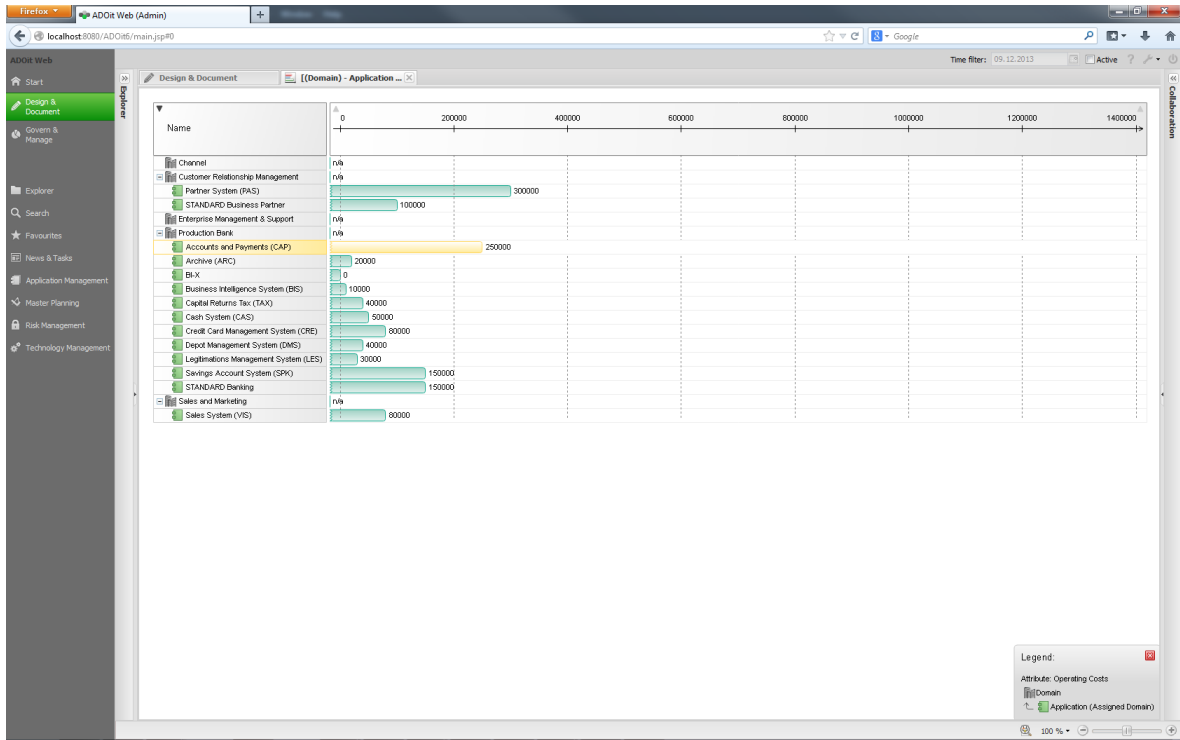 Firefox
ADOit Web (Admin)
+
localhost:8080/ADOit6/main.jsp#0
Google
ADOit Web
Time filter: 09.12.2013 Active ?
Start
Design & Document
Govern & Manage
Explorer
Search
Favourites
News & Tasks
Application Management
Master Planning
Risk Management
Technology Management
Explorer
Design & Document
[(Domain) - Application ...
Collaboration
Name
0 200000 400000 600000 800000 1000000 1200000 1400000
Channel n/a
Customer Relationship Management n/a
Partner System (PAS) 300000
STANDARD Business Partner 100000
Enterprise Management & Support n/a
Production Bank n/a
Accounts and Payments (CAP) 250000
Archive (ARC) 20000
BI-X 0
Business Intelligence System (BIS) 10000
Capital Returns Tax (TAX) 40000
Cash System (CAS) 50000
Credit Card Management System (CRE) 80000
Depot Management System (DMS) 40000
Legitimations Management System (LES) 30000
Savings Account System (SPK) 150000
STANDARD Banking 150000
Sales and Marketing n/a
Sales System (VIS) 80000
Legend:
Attribute: Operating Costs
Domain
Application (Assigned Domain)
100 %